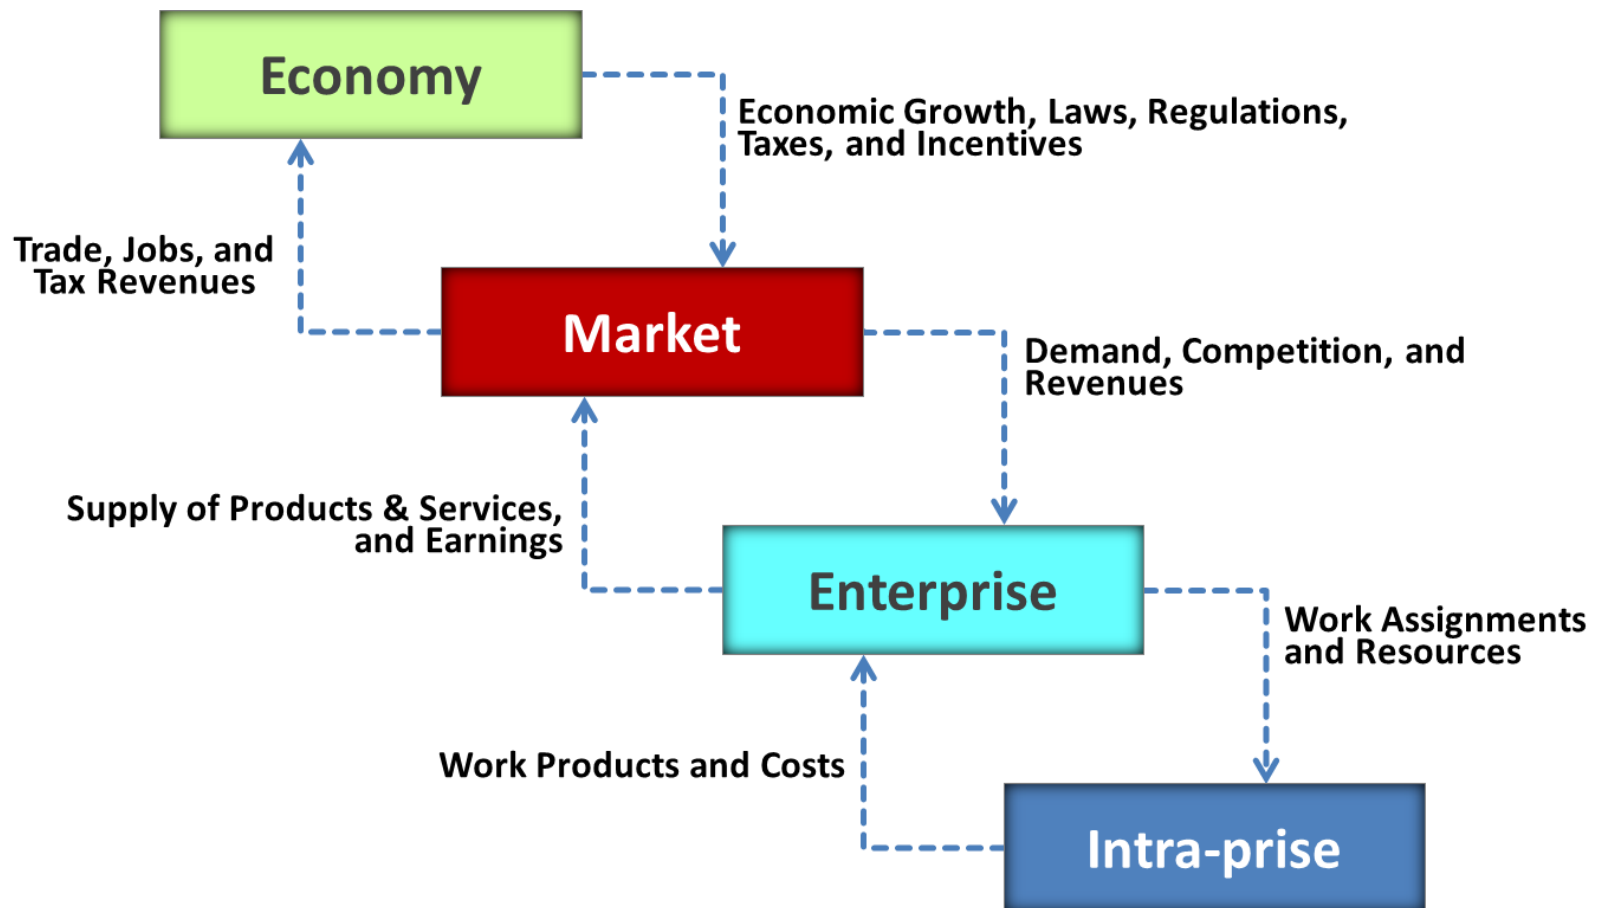 Economy
Economic Growth, Laws, Regulations,
Taxes, and Incentives
Trade, Jobs, and
Tax Revenues
Market
Demand, Competition, and
Revenues
Supply of Products & Services,
and Earnings
Enterprise
Work Assignments
and Resources
Work Products and Costs
Intra-prise